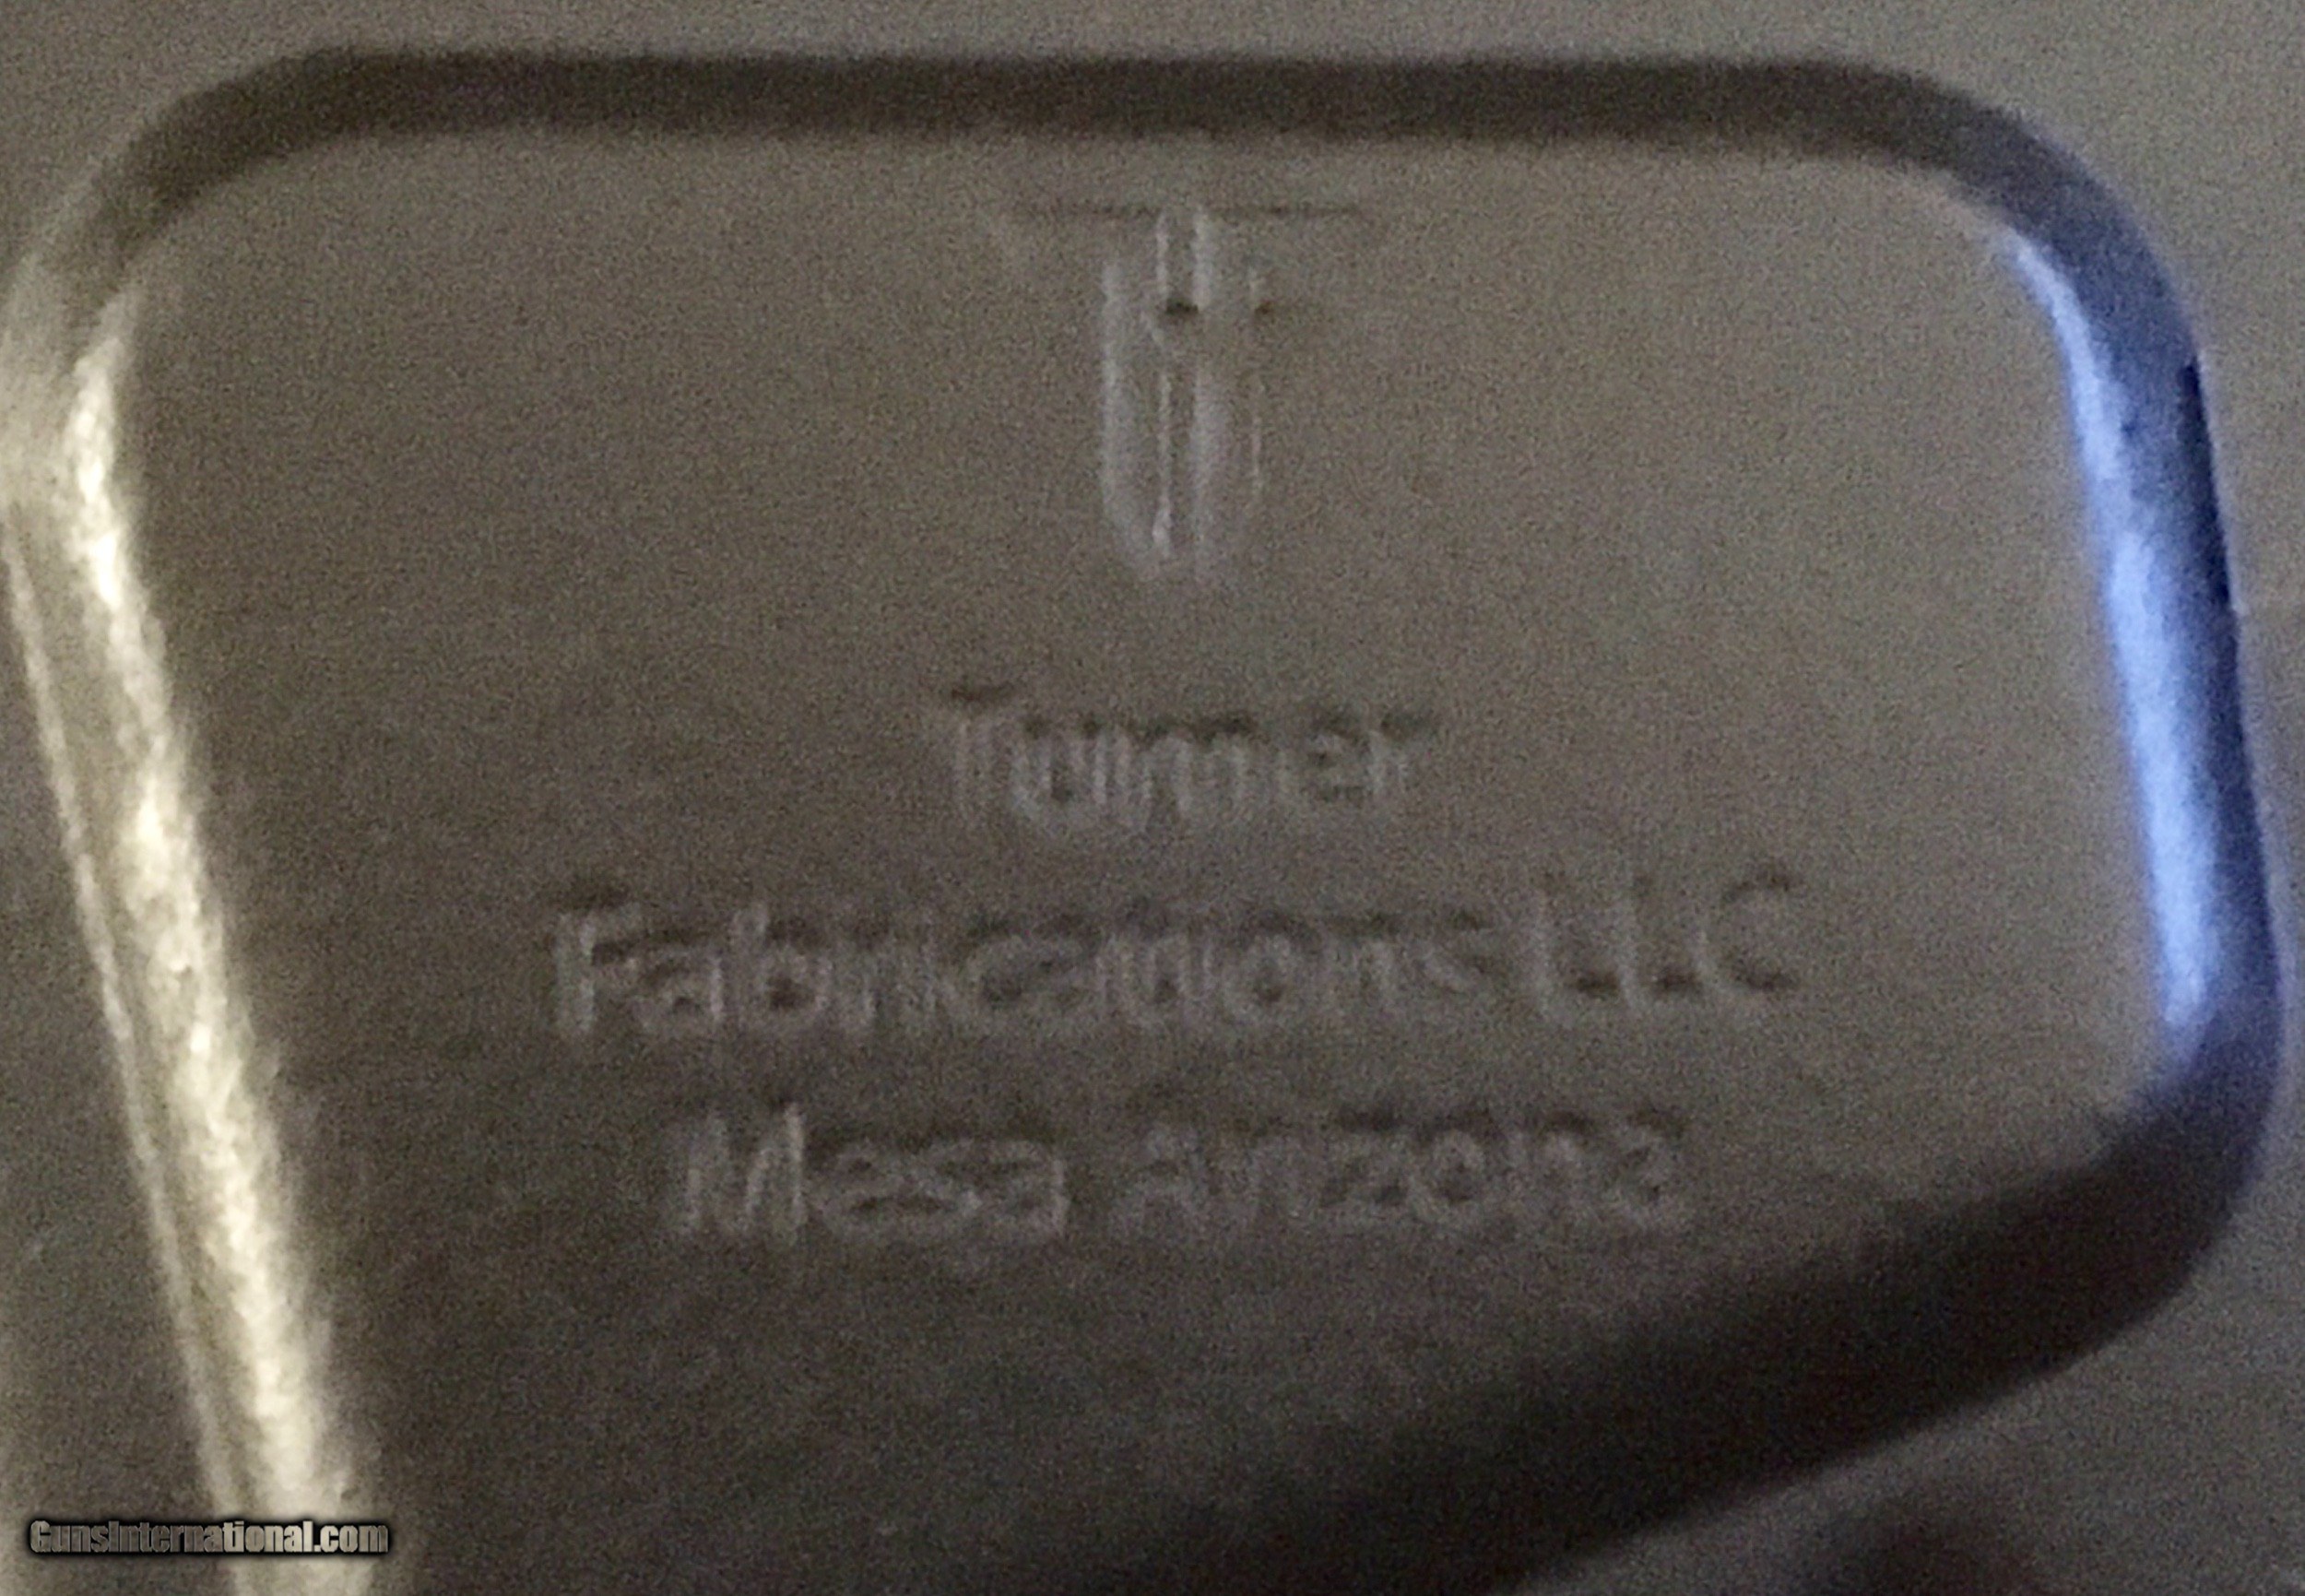 Turner
Fabrications LLC
Mesa Arizona
GunsInternational.com